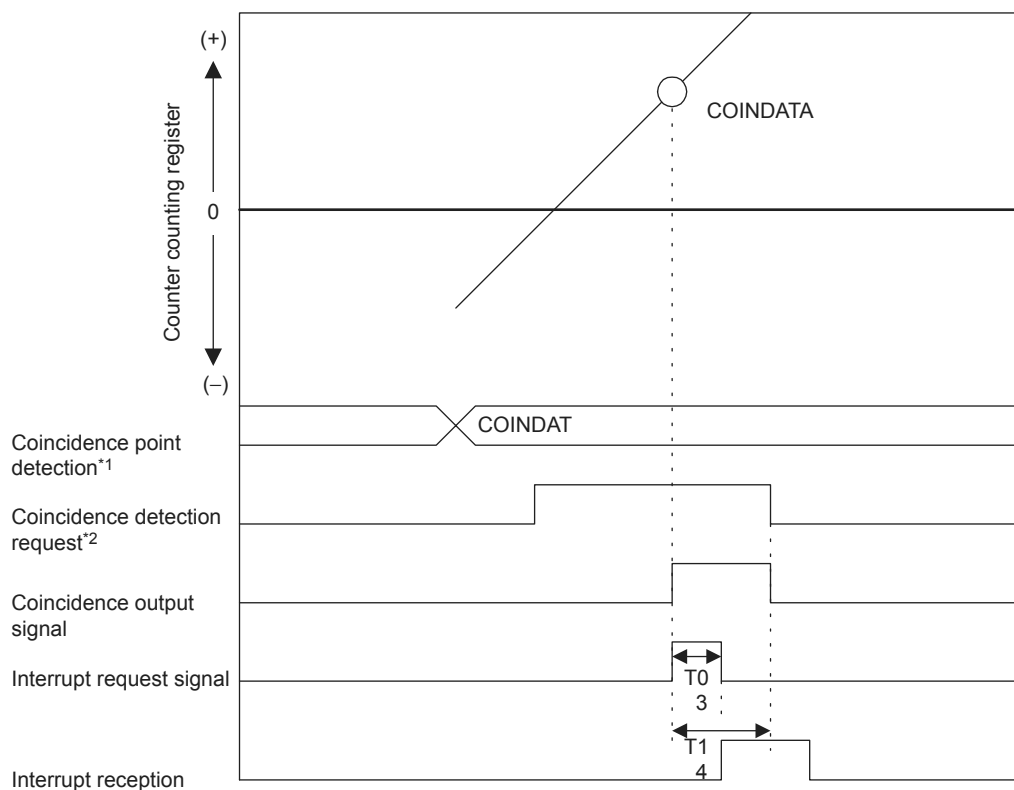 (+)
Counter counting register
0
(–)
COINDATA
COINDAT
Coincidence point
detection*1
Coincidence detection
request*2
Coincidence output
signal
Interrupt request signal
T0
3
T1
4
Interrupt reception